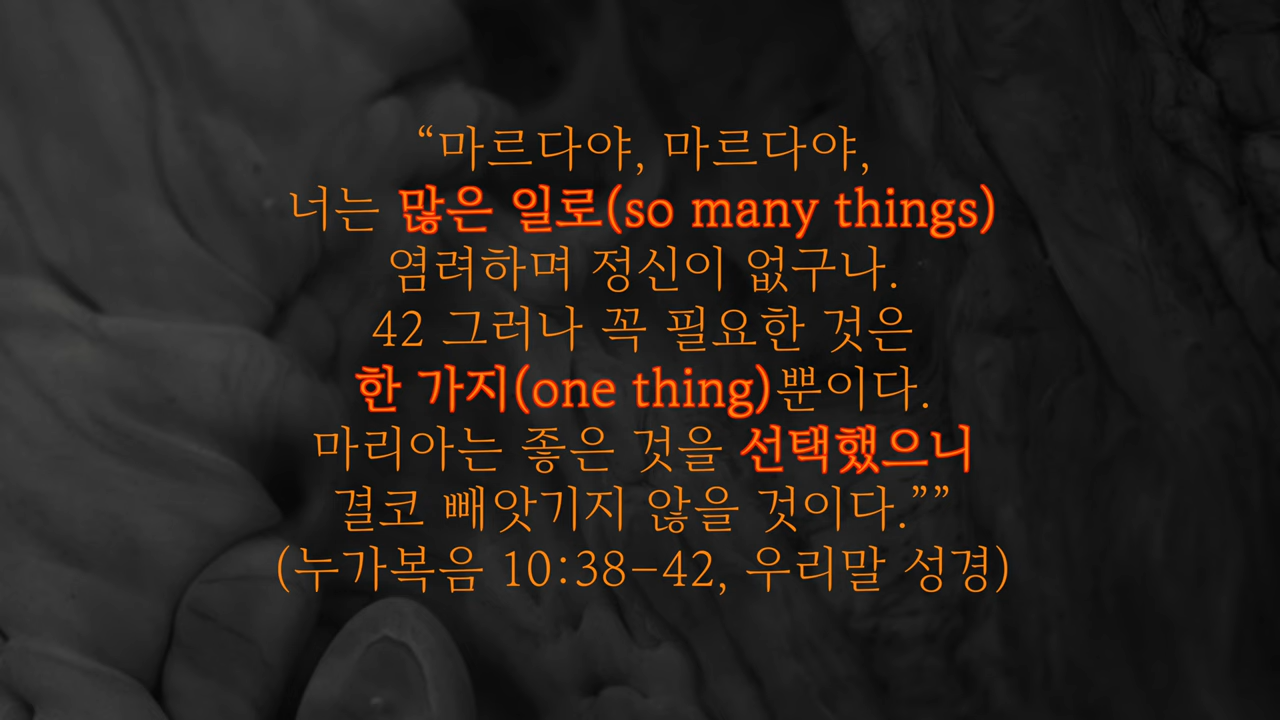 “마르다야, 마르다야,
너는 많은 일로(so many things)
염려하며 정신이 없구나.
42 그러나 꼭 필요한 것은
한 가지(one thing)뿐이다.
마리아는 좋은 것을 선택했으니
결코 빼앗기지 않을 것이다.””
(누가복음 10:38-42, 우리말 성경)